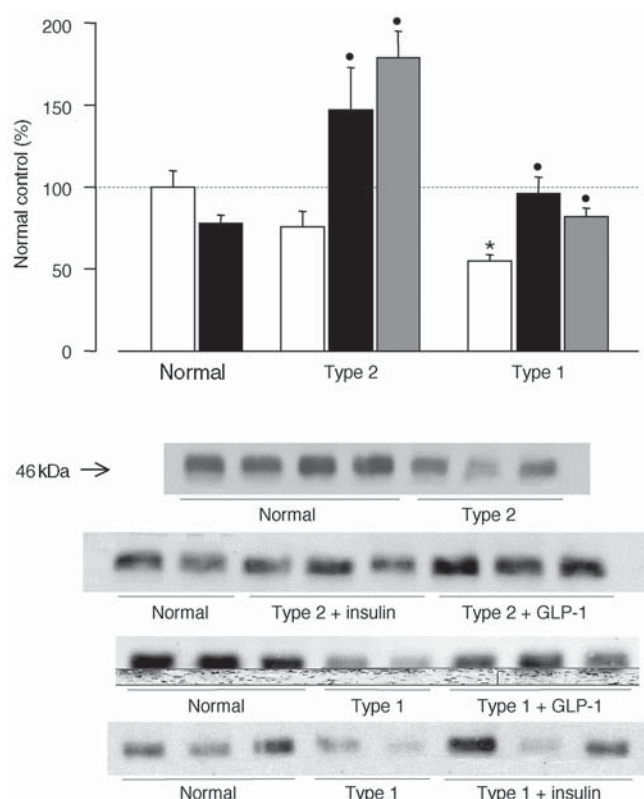 200
150
100
50
0
Normal control (%)
*
Normal Type 2 Type 1
46 kDa →
Normal Type 2
Normal Type 2 + insulin Type 2 + GLP-1
Normal Type 1 Type 1 + GLP-1
Normal Type 1 Type 1 + insulin